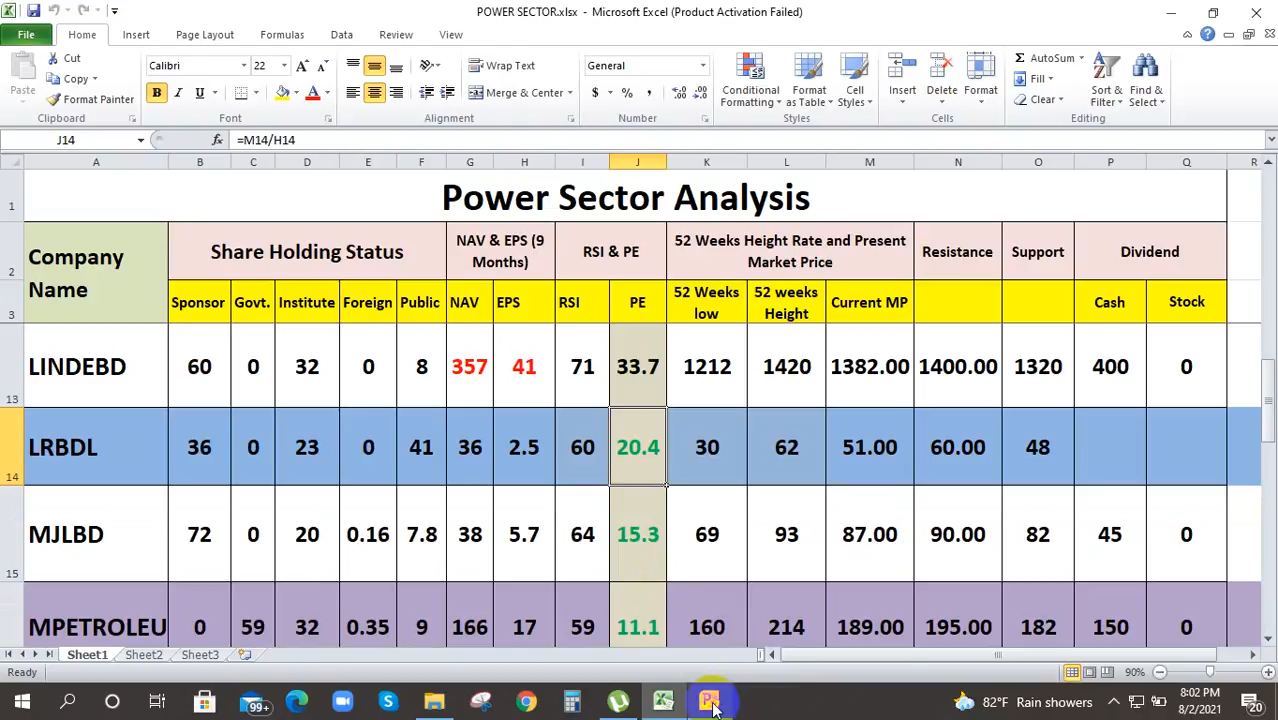 POWER SECTOR.xlsx - Microsoft Excel (Product Activation Failed)
File Home Insert Page Layout Formulas Data Review View
Paste Cut Copy Format Painter Clipboard
Calibri 22 A A B I U A Font
Wrap Text Merge & Center Alignment
General $ % , Number
Conditional Formatting Format as Table Cell Styles Styles
Insert Delete Format Cells
Σ AutoSum Fill Clear Sort & Filter Find & Select Editing
J14 fx =M14/H14
A B C D E F G H I J K L M N O P Q R
1 Power Sector Analysis
2 Company Name Share Holding Status NAV & EPS (9 Months) RSI & PE 52 Weeks Height Rate and Present Market Price Resistance Support Dividend
3 Sponsor Govt. Institute Foreign Public NAV EPS RSI PE 52 Weeks low 52 weeks Height Current MP Cash Stock
13 LINDEBD 60 0 32 0 8 357 41 71 33.7 1212 1420 1382.00 1400.00 1320 400 0
14 LRBDL 36 0 23 0 41 36 2.5 60 20.4 30 62 51.00 60.00 48
15 MJLBD 72 0 20 0.16 7.8 38 5.7 64 15.3 69 93 87.00 90.00 82 45 0
MPETROLEU 0 59 32 0.35 9 166 17 59 11.1 160 214 189.00 195.00 182 150 0
Sheet1 Sheet2 Sheet3
Ready 90%
99+ 82°F Rain showers 8:02 PM
8/2/2021 20